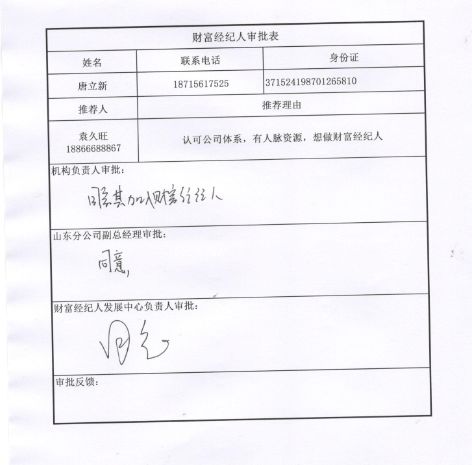 财富经纪人审批表
姓名 联系电话 身份证
唐立新 18715617525 371524198701265810
推荐人 推荐理由
袁久旺
18866688867
认可公司体系，有人脉资源，想做财富经纪人
机构负责人审批：
同意其加入财富经纪人
山东分公司副总经理审批：
同意，
财富经纪人发展中心负责人审批：
同意
审批反馈：